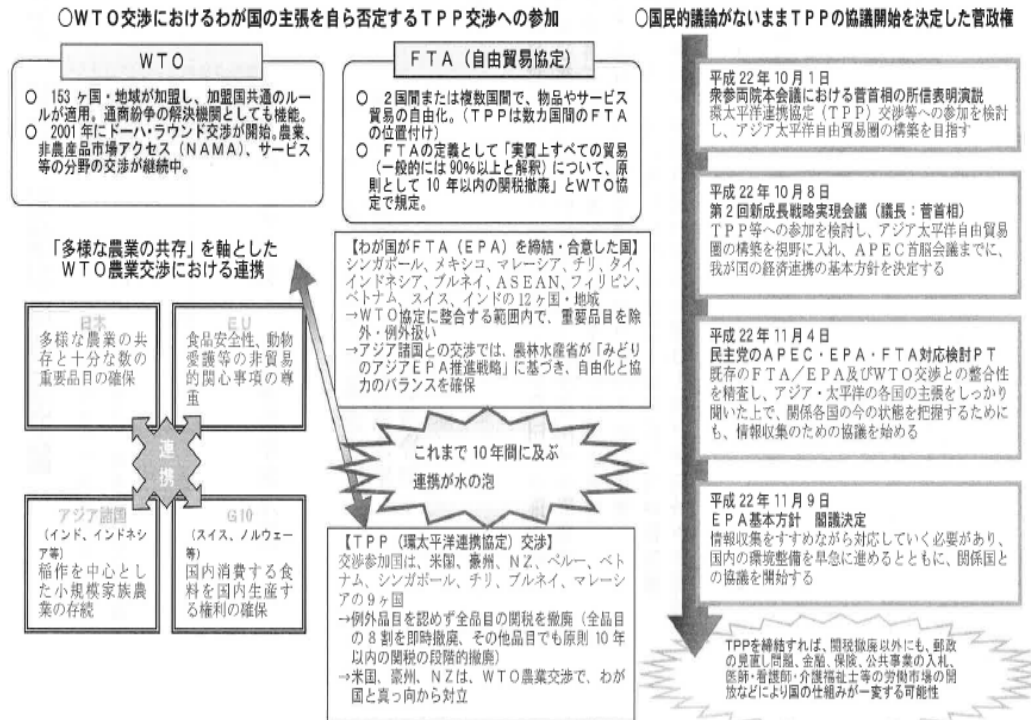 ○ＷＴＯ交渉におけるわが国の主張を自ら否定するＴＰＰ交渉への参加
ＷＴＯ
○ 153 ヶ国・地域が加盟し、加盟国共通のルー
ルが適用。通商紛争の解決機関としても機能。
○ 2001 年にドーハ・ラウンド交渉が開始。農業、
非農産品市場アクセス（NAMA）、サービス
等の分野の交渉が継続中。
ＦＴＡ（自由貿易協定）
○ ２国間または複数国間で、物品やサービス
貿易の自由化。（ＴＰＰは数カ国間のＦＴＡ
の位置付け）
○ ＦＴＡの定義として「実質上すべての貿易
（一般的には 90％以上と解釈）について、原
則として 10 年以内の関税撤廃」とＷＴＯ協
定で規定。
「多様な農業の共存」を軸とした
ＷＴＯ農業交渉における連携
日本
多様な農業の共
存と十分な数の
重要品目の確保
ＥＵ
食品安全性、動物
愛護等の非貿易
的関心事項の尊
重
連
携
アジア諸国
（インド、インドネシ
ア等）
稲作を中心とし
た小規模家族農
業の存続
G10
（スイス、ノルウェー
等）
国内消費する食
料を国内生産す
る権利の確保
【わが国がＦＴＡ（ＥＰＡ）を締結・合意した国】
シンガポール、メキシコ、マレーシア、チリ、タイ、
インドネシア、ブルネイ、ＡＳＥＡＮ、フィリピン、
ベトナム、スイス、インドの 12 ヶ国・地域
→ＷＴＯ協定に整合する範囲内で、重要品目を除
外・例外扱い
→アジア諸国との交渉では、農林水産省が「みどり
のアジアＥＰＡ推進戦略」に基づき、自由化と協
力のバランスを確保
これまで 10 年間に及ぶ
連携が水の泡
【ＴＰＰ（環太平洋連携協定）交渉】
交渉参加国は、米国、豪州、ＮＺ、ペルー、ベト
ナム、シンガポール、チリ、ブルネイ、マレーシ
アの９ヶ国
→例外品目を認めず全品目の関税を撤廃（全品目
の８割を即時撤廃、その他品目でも原則 10 年
以内の関税の段階的撤廃）
→米国、豪州、ＮＺは、ＷＴＯ農業交渉で、わが
国と真っ向から対立
○国民的議論がないままＴＰＰの協議開始を決定した菅政権
平成 22 年 10 月 1 日
衆参両院本会議における菅首相の所信表明演説
環太平洋連携協定（ＴＰＰ）交渉等への参加を検討
し、アジア太平洋自由貿易圏の構築を目指す
平成 22 年 10 月 8 日
第２回新成長戦略実現会議（議長：菅首相）
ＴＰＰ等への参加を検討し、アジア太平洋自由貿易
圏の構築を視野に入れ、ＡＰＥＣ首脳会議までに、
我が国の経済連携の基本方針を決定する
平成 22 年 11 月 4 日
民主党のＡＰＥＣ・ＥＰＡ・ＦＴＡ対応検討ＰＴ
既存のＦＴＡ／ＥＰＡ及びＷＴＯ交渉との整合性
を精査し、アジア・太平洋の各国の主張をしっかり
聞いた上で、関係各国の今の状態を把握するために
も、情報収集のための協議を始める
平成 22 年 11 月 9 日
ＥＰＡ基本方針 閣議決定
情報収集をすすめながら対応していく必要があり、
国内の環境整備を早急に進めるとともに、関係国と
の協議を開始する
TPPを締結すれば、関税撤廃以外にも、郵政
の見直し問題、金融、保険、公共事業の入札、
医師・看護師・介護福祉士等の労働市場の開
放などにより国の仕組みが一変する可能性